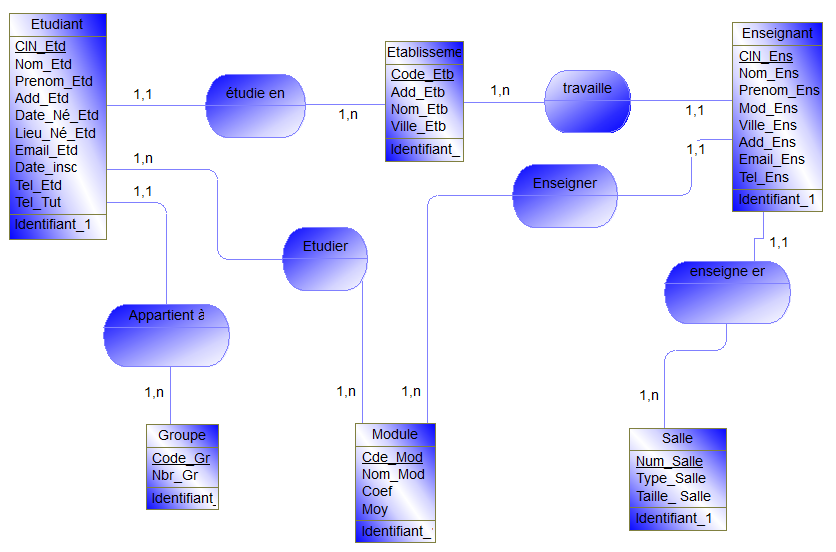 Etudiant
CIN_Etd
Nom_Etd
Prenom_Etd
Add_Etd
Date_Né_Etd
Lieu_Né_Etd
Email_Etd
Date_insc
Tel_Etd
Tel_Tut
Identifiant_1
1,1
1,n
1,1
étudie en
1,n
Etablisseme
Code_Etb
Add_Etb
Nom_Etb
Ville_Etb
Identifiant_
1,n
travaille
1,1
Enseignant
CIN_Ens
Nom_Ens
Prenom_Ens
Mod_Ens
Ville_Ens
Add_Ens
Email_Ens
Tel_Ens
Identifiant_1
1,1
Enseigner
Etudier
1,1
enseigne er
Appartient à
1,n
1,n
1,n
1,n
Groupe
Code_Gr
Nbr_Gr
Identifiant_
Module
Cde_Mod
Nom_Mod
Coef
Moy
Identifiant_
Salle
Num_Salle
Type_Salle
Taille_ Salle
Identifiant_1